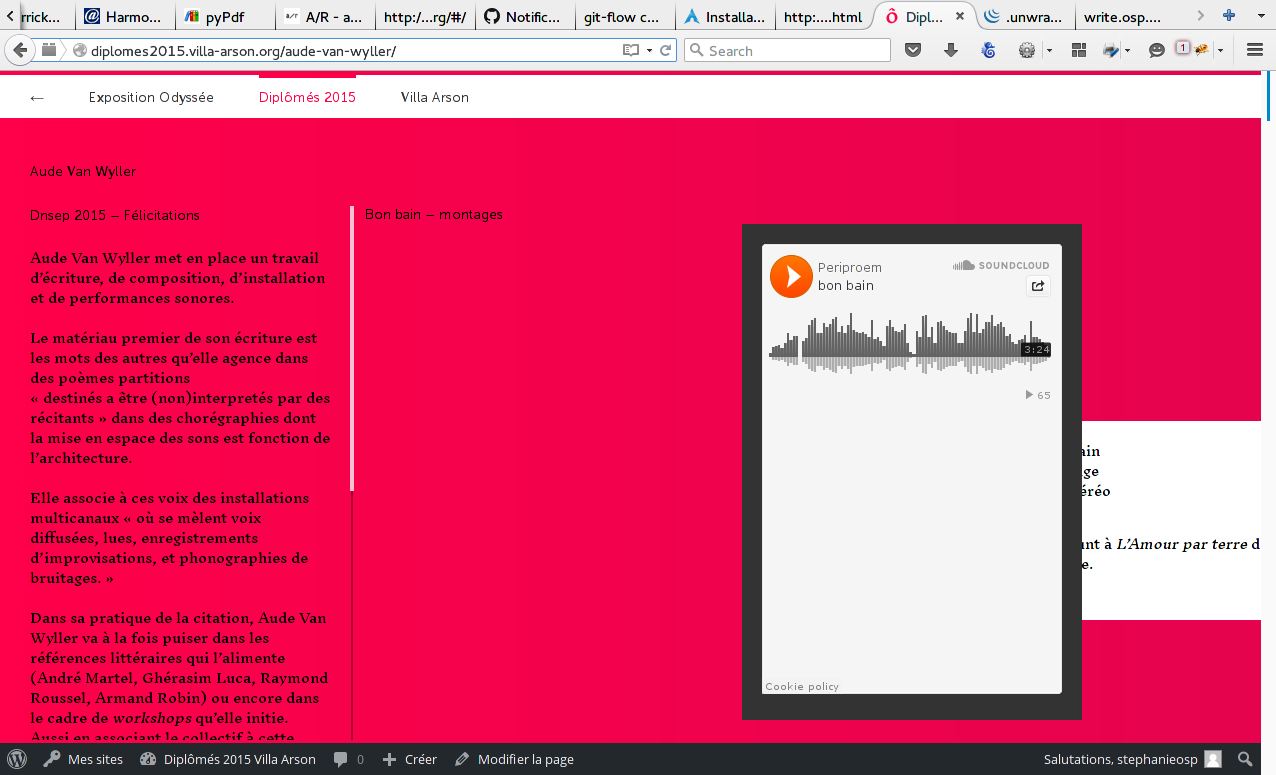 rrick...
Harmo...
pyPdf
A/R - a...
http:/...rg/#/
Notific...
git-flow c...
Installa...
http:....html
Dipl...
.unwra...
write.osp....
diplomes2015.villa-arson.org/aude-van-wyller/
Search
1
← Exposition Odyssée Diplômés 2015 Villa Arson
Aude Van Wyller
Dnsep 2015 – Félicitations
Aude Van Wyller met en place un travail
d’écriture, de composition, d’installation
et de performances sonores.
Le matériau premier de son écriture est
les mots des autres qu’elle agence dans
des poèmes partitions
« destinés a être (non)interpretés par des
récitants » dans des chorégraphies dont
la mise en espace des sons est fonction de
l’architecture.
Elle associe à ces voix des installations
multicanaux « où se mèlent voix
diffusées, lues, enregistrements
d’improvisations, et phonographies de
bruitages. »
Dans sa pratique de la citation, Aude Van
Wyller va à la fois puiser dans les
références littéraires qui l’alimente
(André Martel, Ghérasim Luca, Raymond
Roussel, Armand Robin) ou encore dans
le cadre de workshops qu’elle initie.
Aussi en associant le collectif à cette
Bon bain – montages
Periproem
bon bain
SOUNDCLOUD
3:24
65
Cookie policy
ain
ge
éréo
nt à L’Amour par terre d
e.
Mes sites
Diplômés 2015 Villa Arson
0
Créer
Modifier la page
Salutations, stephanieosp